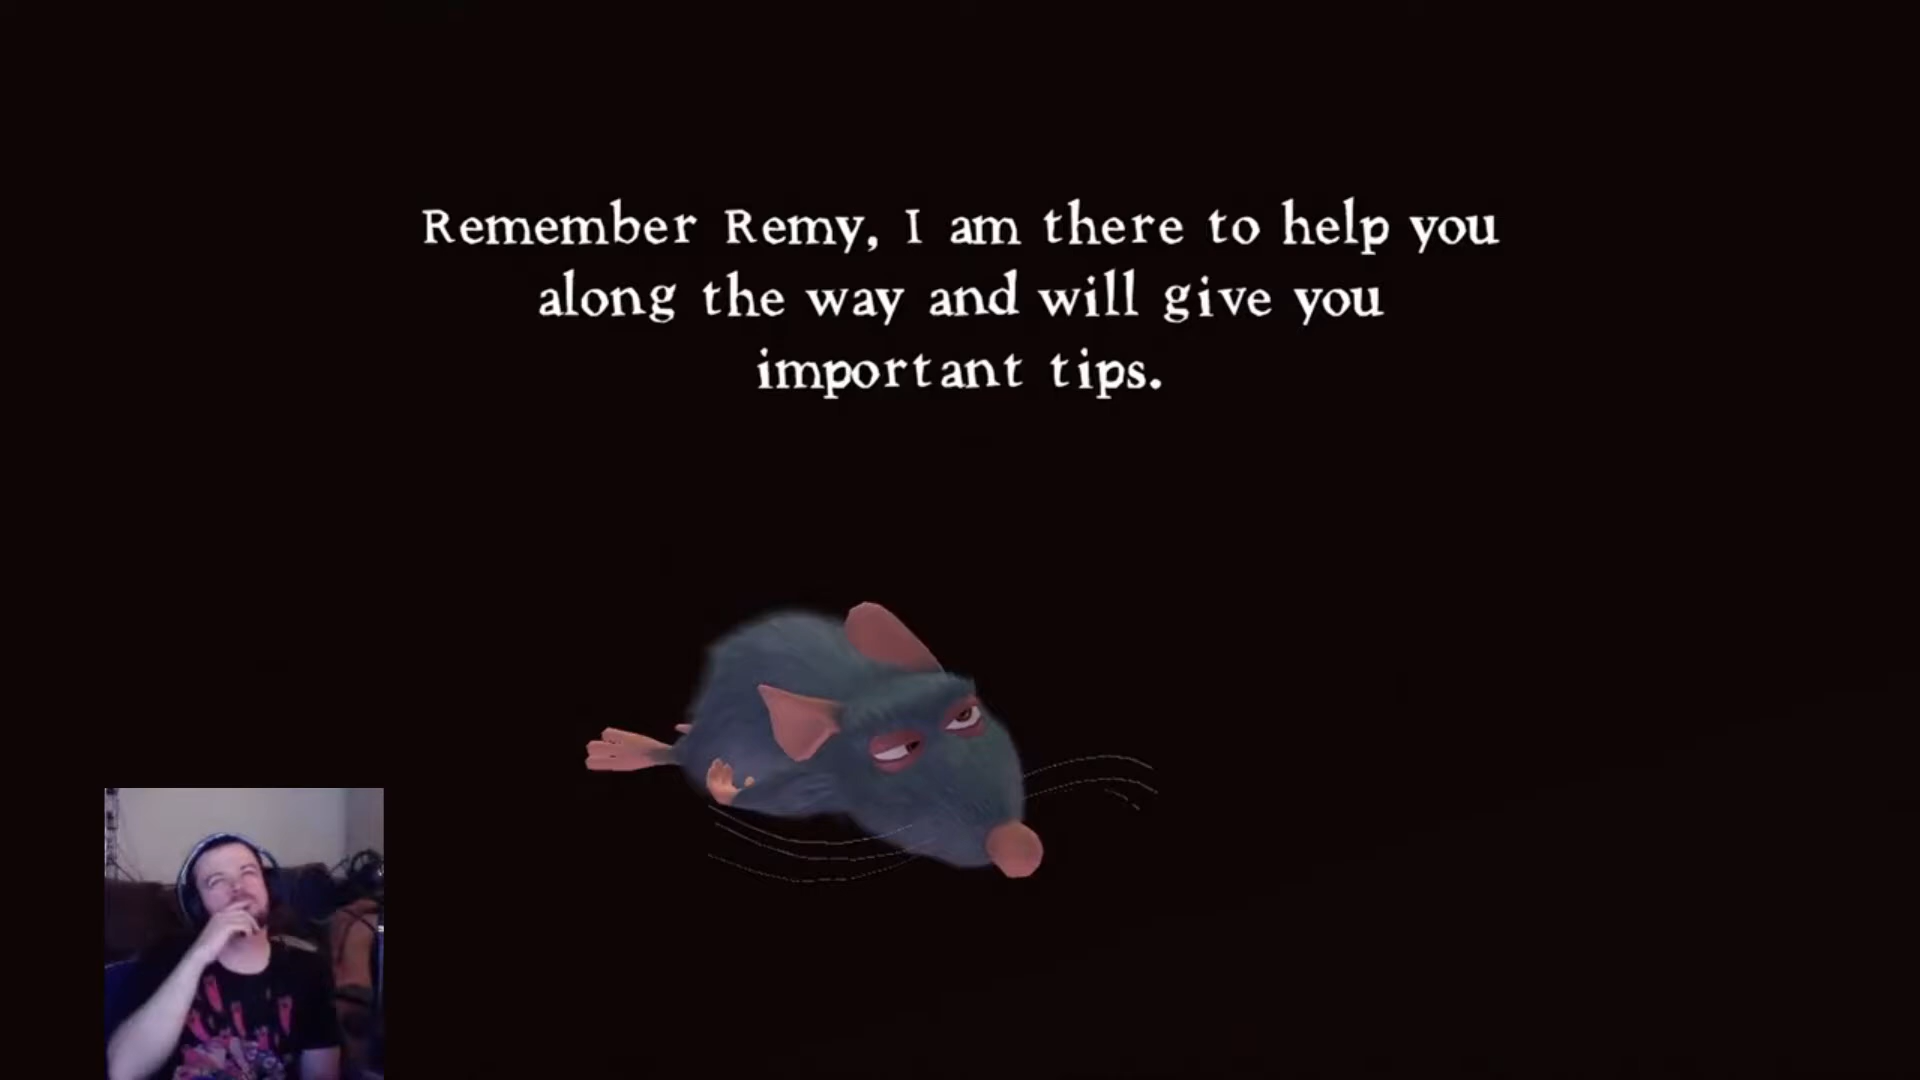 Remember Remy, I am there to help you
along the way and will give you
important tips.